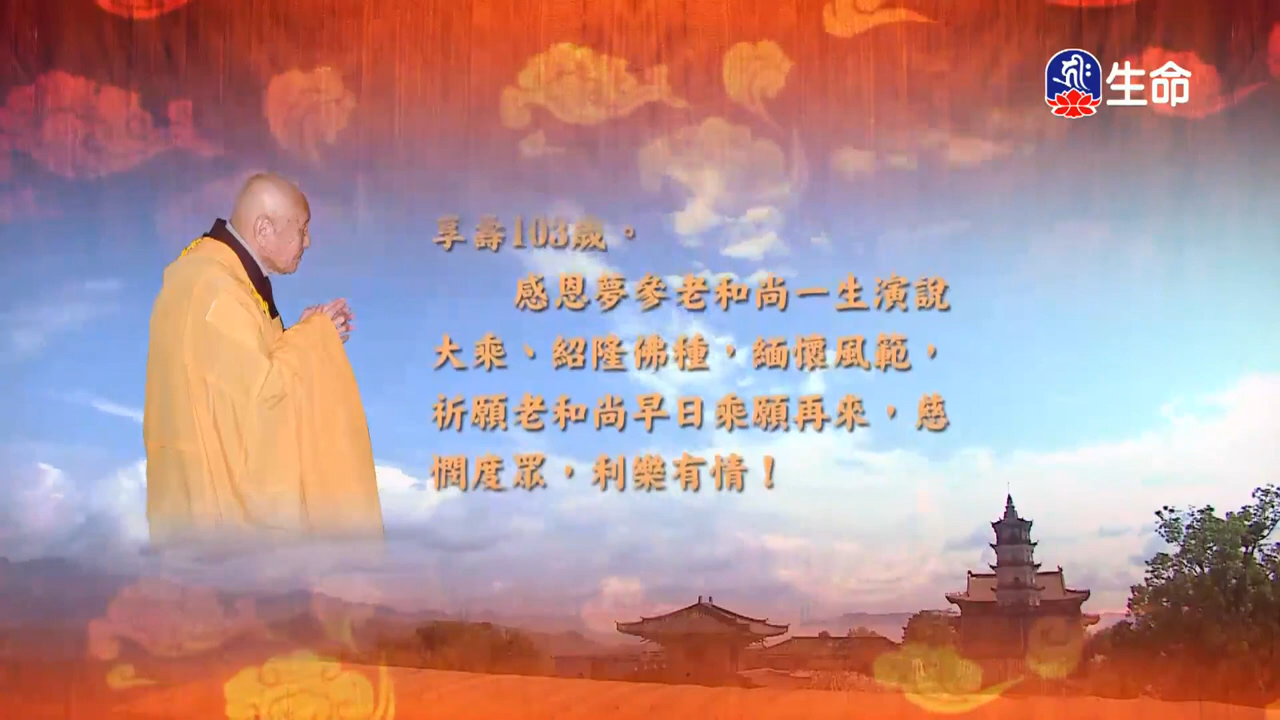 生命
享壽103歲。
感恩夢參老和尚一生演說
大乘、紹隆佛種，緬懷風範，
祈願老和尚早日乘願再來，慈
憫度眾，利樂有情！